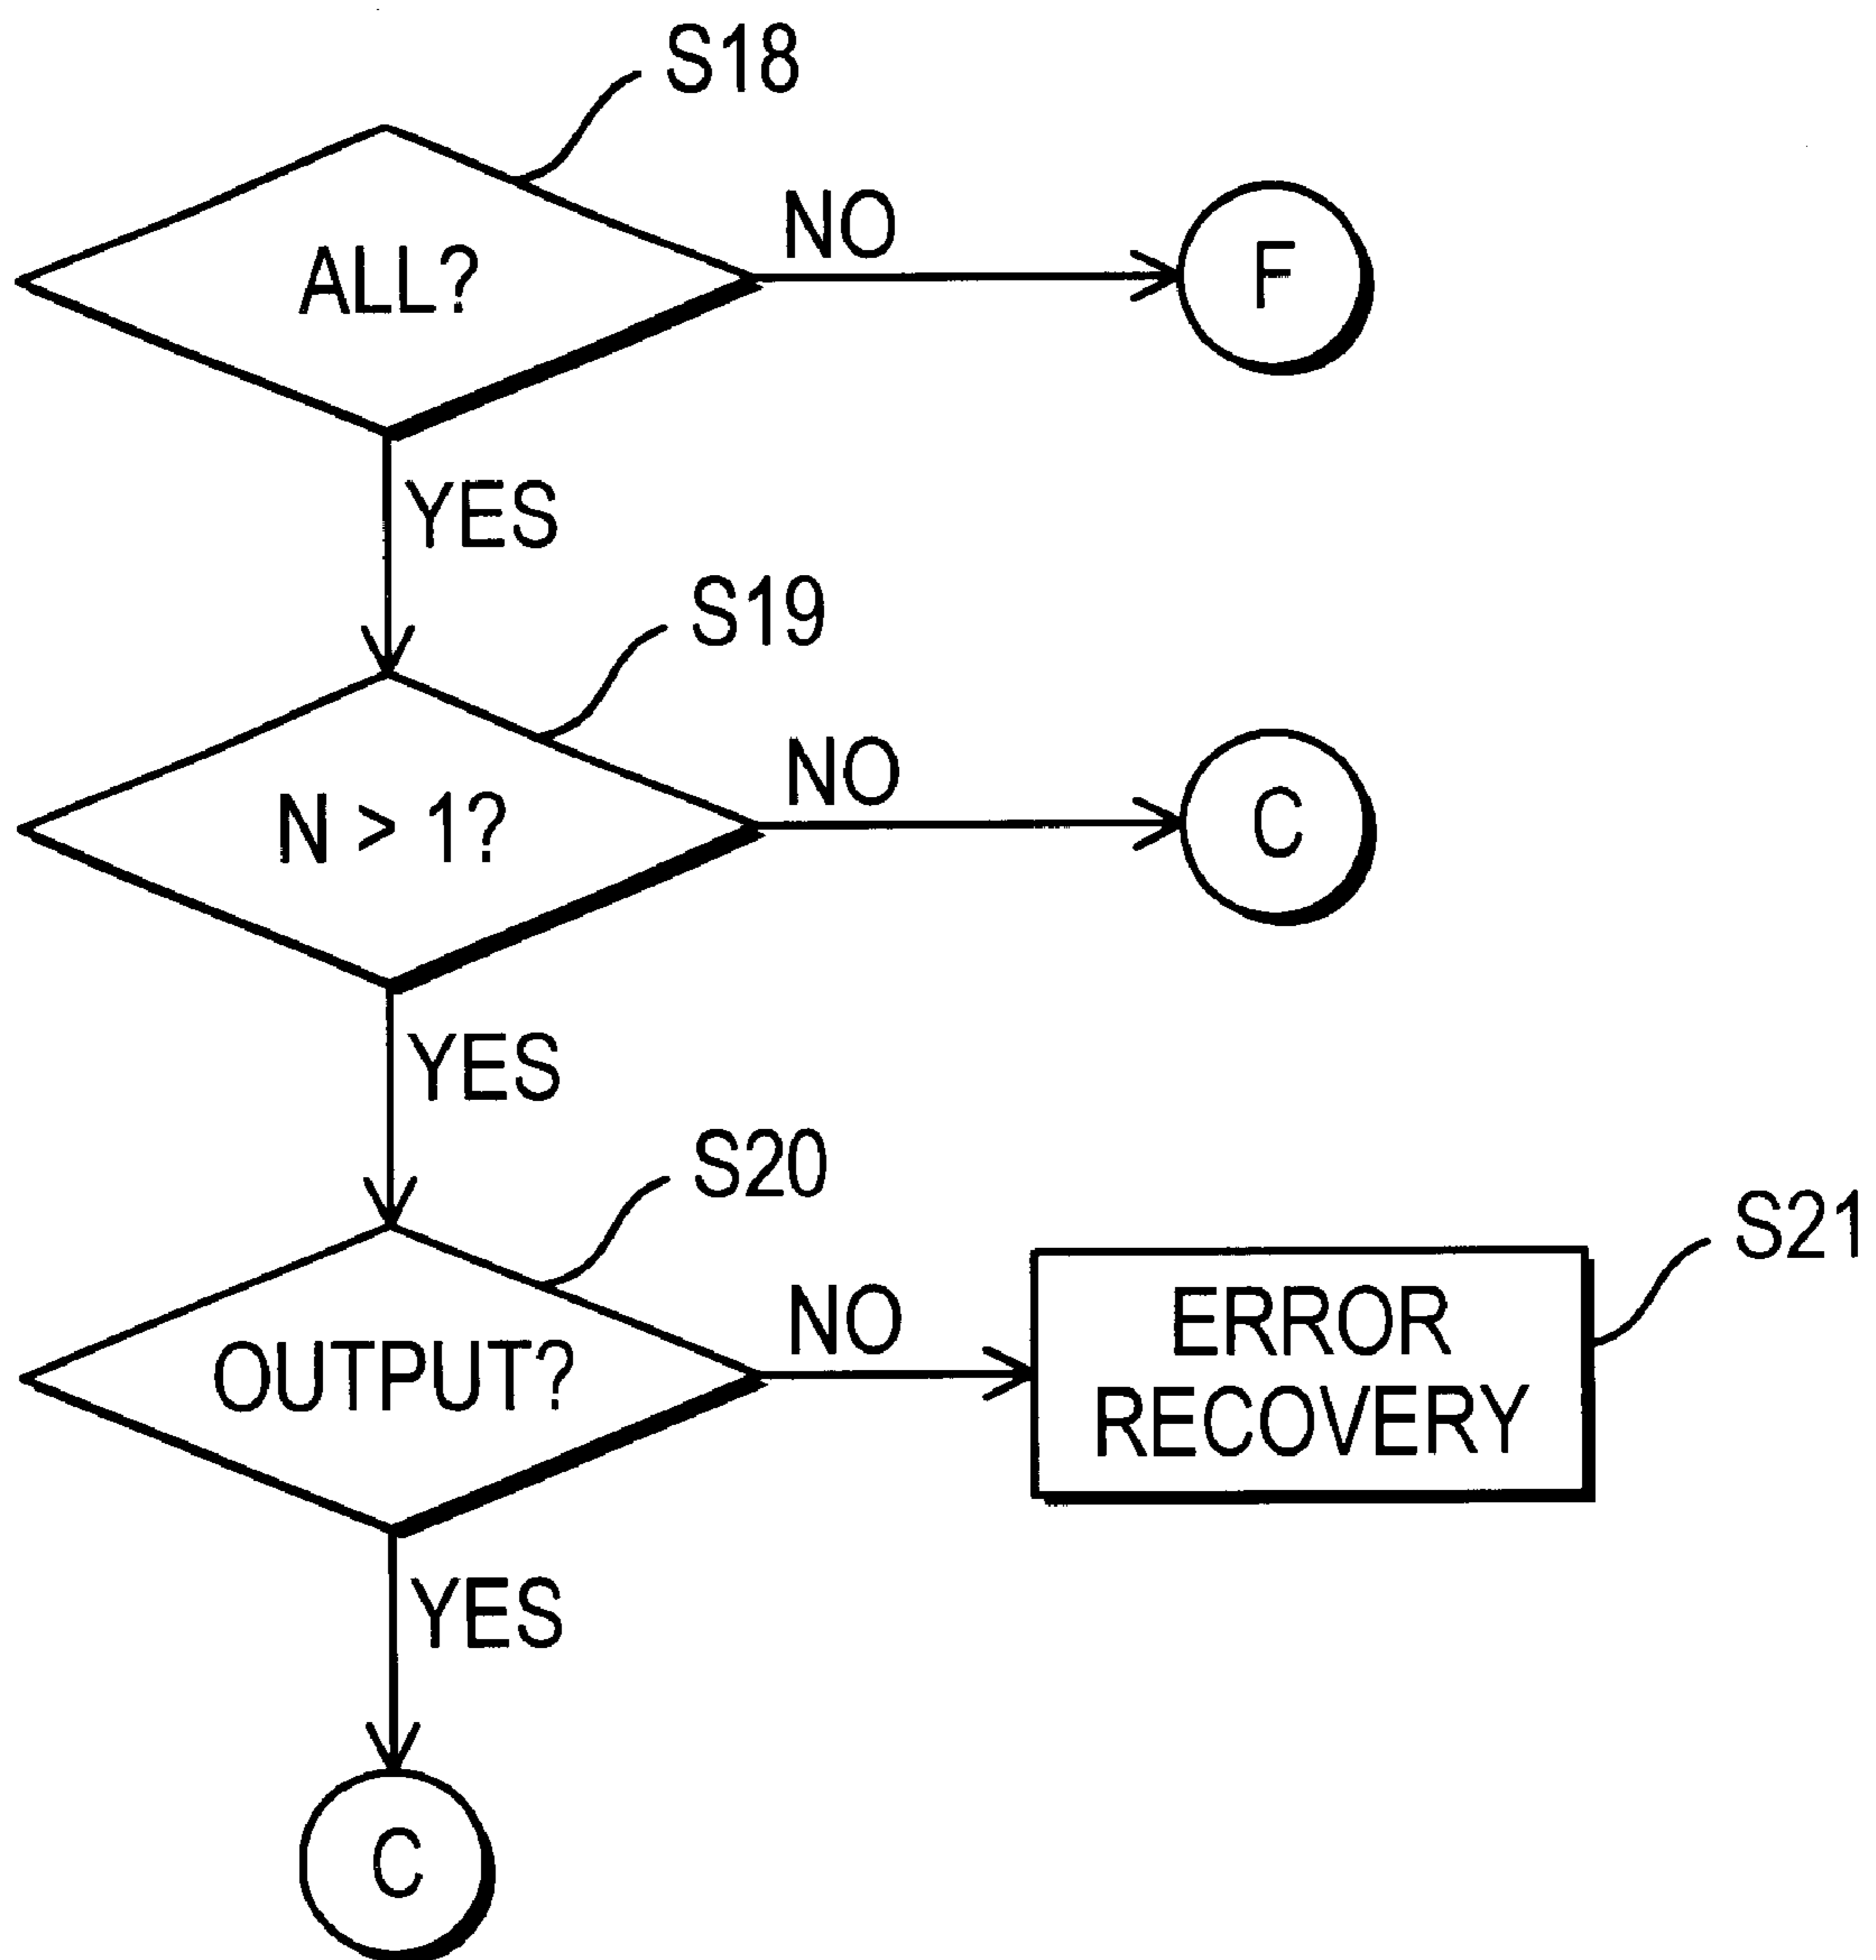 S18
ALL?
NO
F
YES
S19
N > 1?
NO
C
YES
S20
OUTPUT?
NO
S21
ERROR
RECOVERY
YES
C